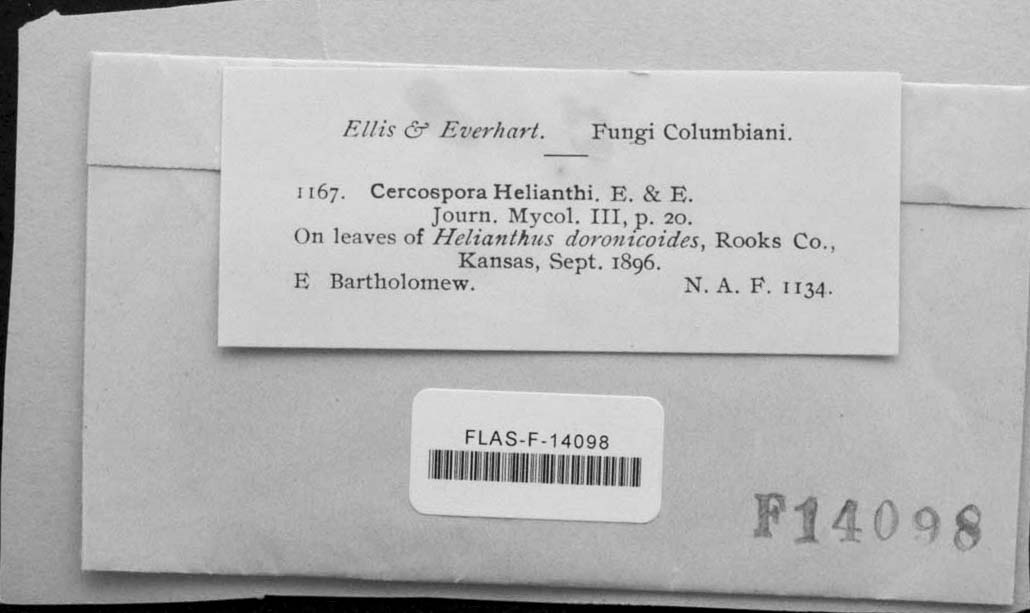 Ellis & Everhart. Fungi Columbiani.
1167. Cercospora Helianthi. E. & E.
Journ. Mycol. III, p. 20.
On leaves of Helianthus doronicoides, Rooks Co.,
Kansas, Sept. 1896.
E Bartholomew. N. A. F. 1134.
FLAS-F-14098
F14098